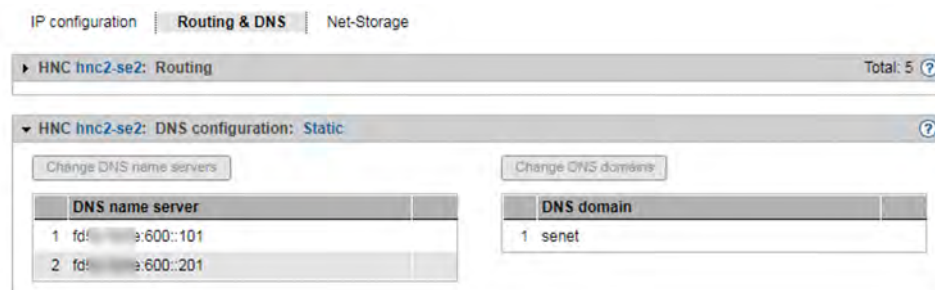 IP configuration Routing & DNS Net-Storage
HNC hnc2-se2: Routing Total: 5 ?
HNC hnc2-se2: DNS configuration: Static ?
Change DNS name servers Change DNS domains
DNS name server DNS domain
1 fd e:600::101 1 senet
2 fd e:600::201